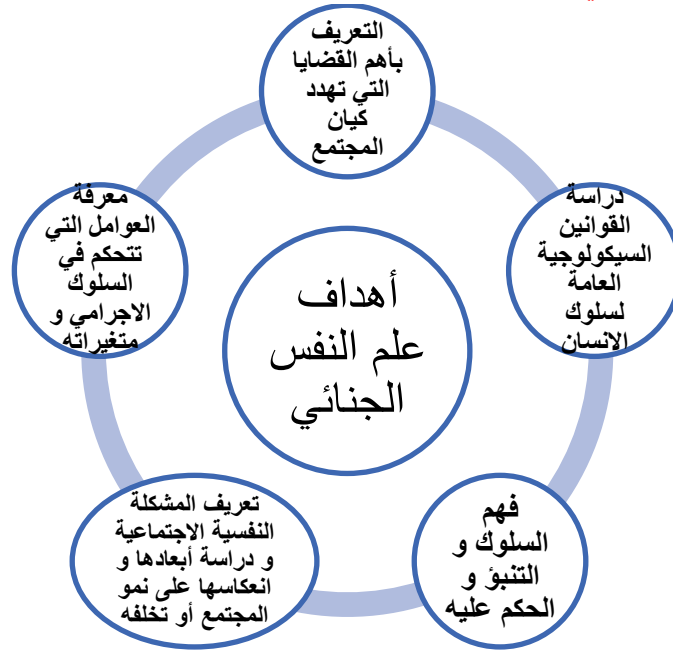 التعريف
بأهم القضايا
التي تهدد
كيان
المجتمع
دراسة
القوانين
السيكولوجية
العامة
لسلوك
الانسان
فهم
السلوك و
التنبؤ و
الحكم عليه
تعريف المشكلة
النفسية الاجتماعية
و دراسة أبعادها و
انعكاسها على نمو
المجتمع أو تخلفه
معرفة
العوامل التي
تتحكم في
السلوك
الاجرامي و
متغيراته
أهداف
علم النفس
الجنائي